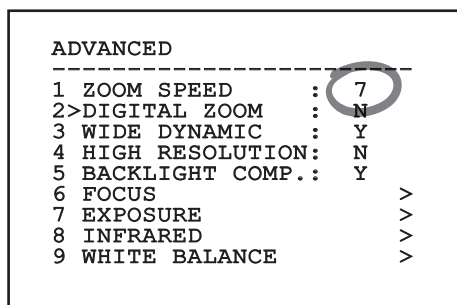 ADVANCED
------------------------
1 ZOOM SPEED : 7
2>DIGITAL ZOOM : N
3 WIDE DYNAMIC : Y
4 HIGH RESOLUTION: N
5 BACKLIGHT COMP.: Y
6 FOCUS >
7 EXPOSURE >
8 INFRARED >
9 WHITE BALANCE >